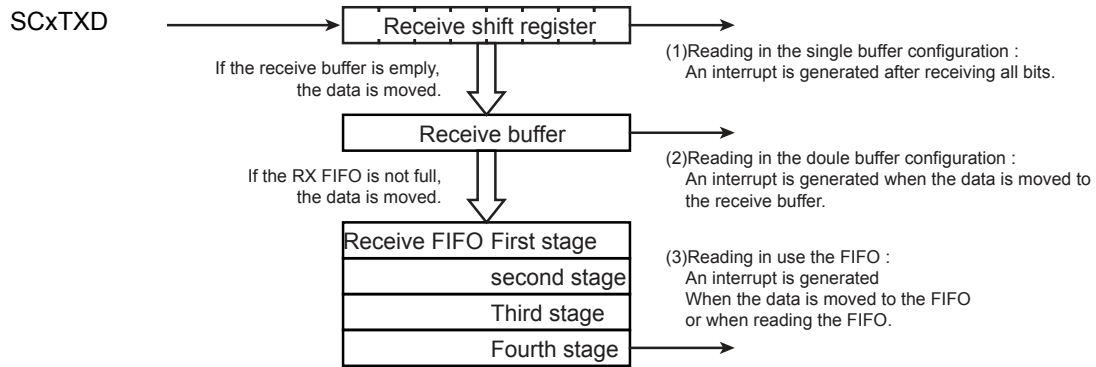 SCxTXD
Receive shift register
(1)Reading in the single buffer configuration :
An interrupt is generated after receiving all bits.
If the receive buffer is emply,
the data is moved.
Receive buffer
(2)Reading in the doule buffer configuration :
An interrupt is generated when the data is moved to
the receive buffer.
If the RX FIFO is not full,
the data is moved.
Receive FIFO First stage
second stage
Third stage
Fourth stage
(3)Reading in use the FIFO :
An interrupt is generated
When the data is moved to the FIFO
or when reading the FIFO.